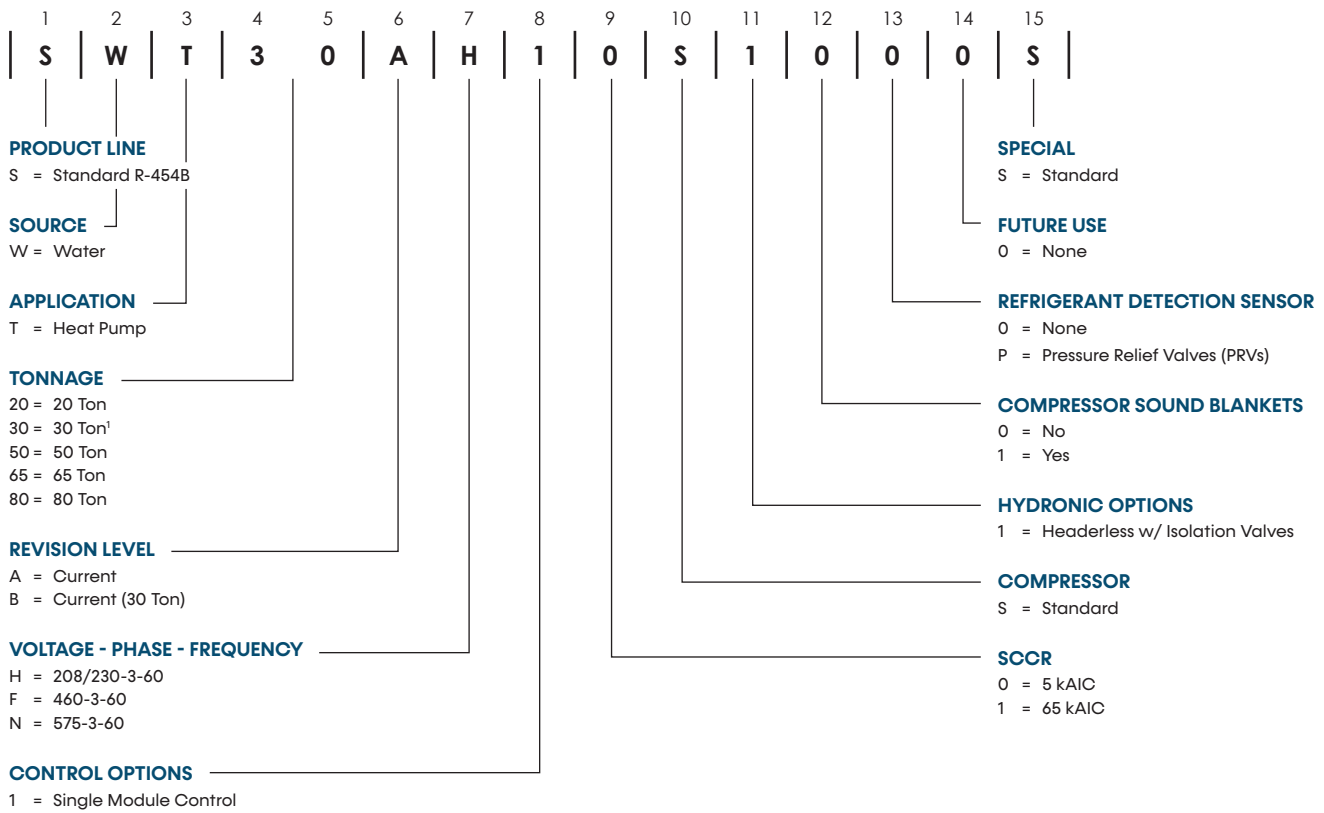 1 2 3 4 5 6 7 8 9 10 11 12 13 14 15
S W T 3 0 A H 1 0 S 1 0 0 0 S
PRODUCT LINE
S = Standard R-454B
SOURCE
W = Water
APPLICATION
T = Heat Pump
TONNAGE
20 = 20 Ton
30 = 30 Ton¹
50 = 50 Ton
65 = 65 Ton
80 = 80 Ton
REVISION LEVEL
A = Current
B = Current (30 Ton)
VOLTAGE - PHASE - FREQUENCY
H = 208/230-3-60
F = 460-3-60
N = 575-3-60
CONTROL OPTIONS
1 = Single Module Control
SPECIAL
S = Standard
FUTURE USE
0 = None
REFRIGERANT DETECTION SENSOR
0 = None
P = Pressure Relief Valves (PRVs)
COMPRESSOR SOUND BLANKETS
0 = No
1 = Yes
HYDRONIC OPTIONS
1 = Headerless w/ Isolation Valves
COMPRESSOR
S = Standard
SCCR
0 = 5 kAIC
1 = 65 kAIC